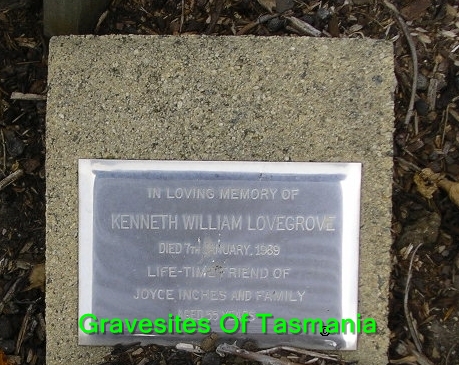 IN LOVING MEMORY OF
KENNETH WILLIAM LOVEGROVE
DIED 7TH JANUARY, 1989
LIFE-TIME FRIEND OF
JOYCE INCHES AND FAMILY
AGED
Gravesites Of Tasmania